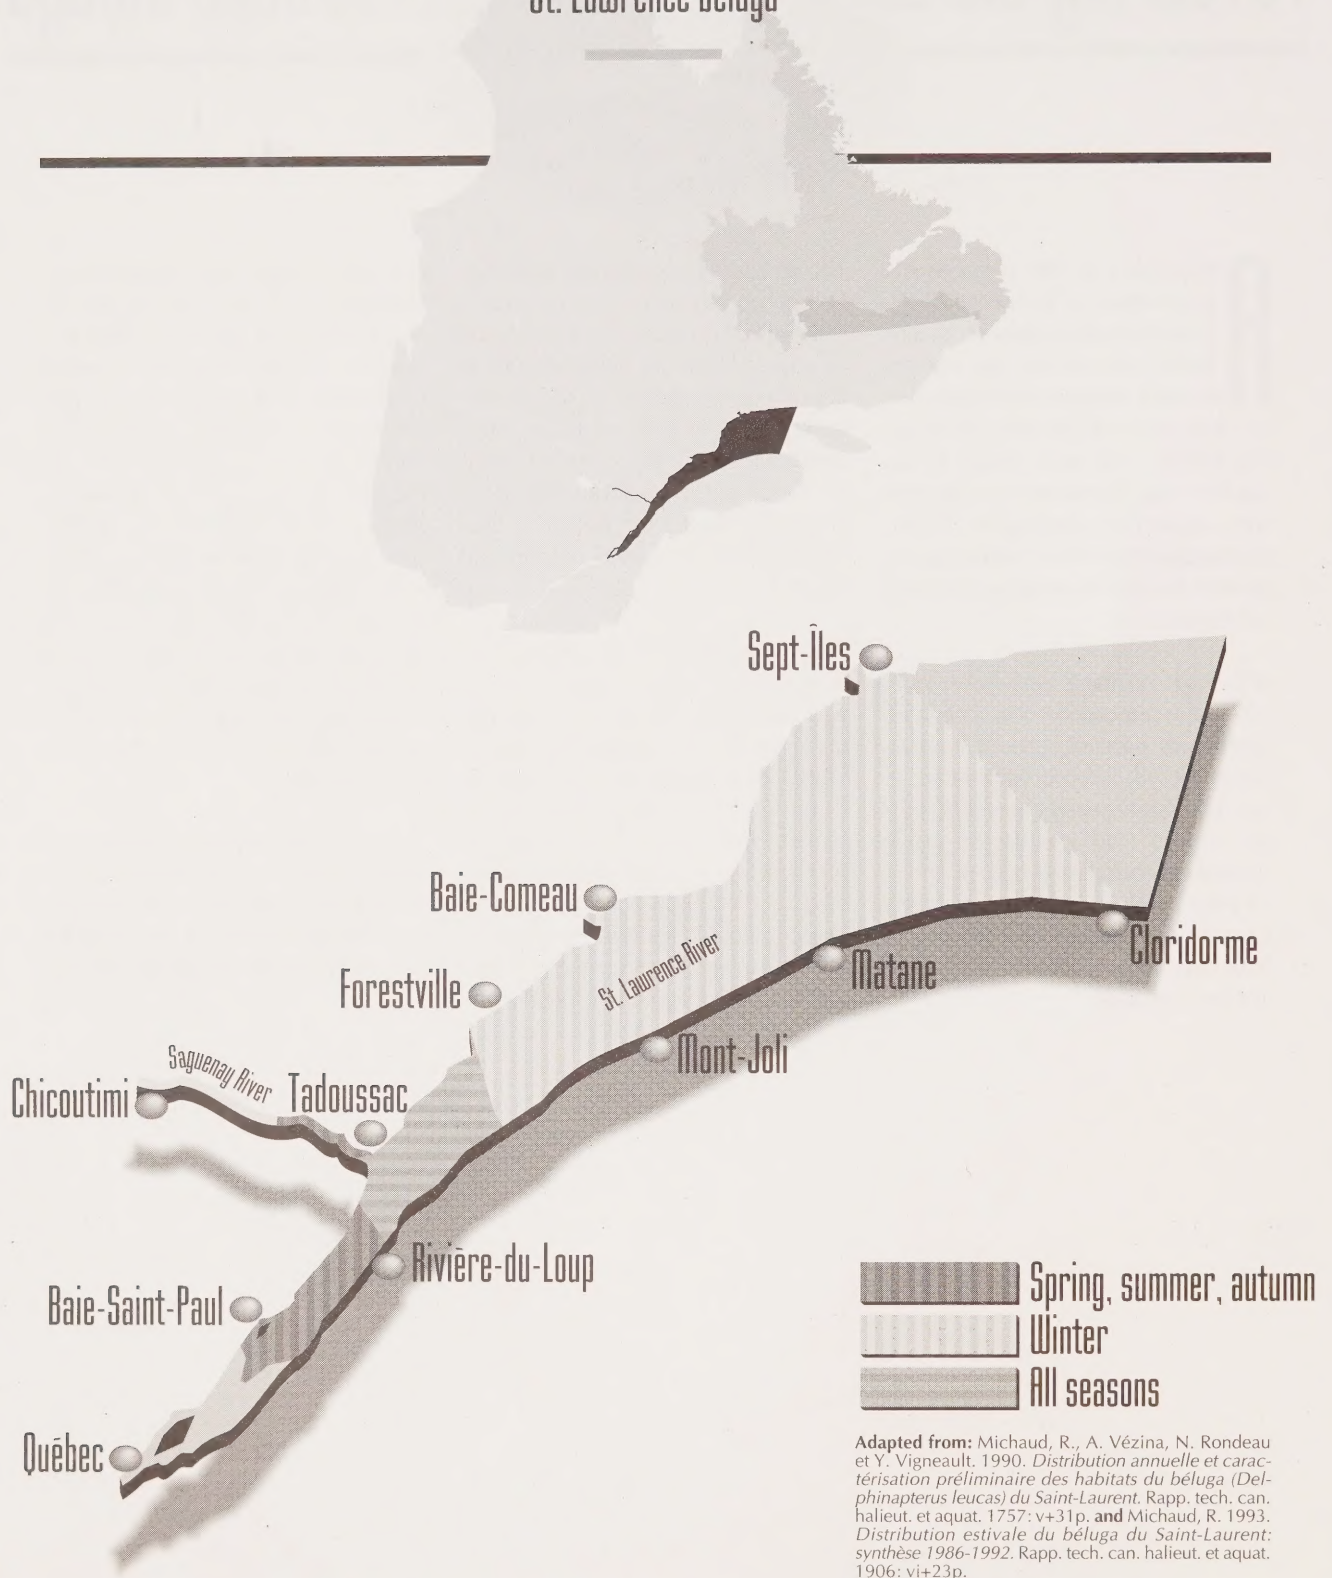 St. Lawrence beluga
Sept-Îles
Baie-Comeau
St. Lawrence River
Cloridorme
Matane
Forestville
Mont-Joli
Saguenay River
Chicoutimi
Tadoussac
Rivière-du-Loup
Baie-Saint-Paul
Québec
Spring, summer, autumn
Winter
All seasons
Adapted from: Michaud, R., A. Vézina, N. Rondeau
et Y. Vigneault. 1990. Distribution annuelle et carac-
térisation préliminaire des habitats du béluga (Del-
phinapterus leucas) du Saint-Laurent. Rapp. tech. can.
halieut. et aquat. 1757: v+31p. and Michaud, R. 1993.
Distribution estivale du béluga du Saint-Laurent:
synthèse 1986-1992. Rapp. tech. can. halieut. et aquat.
1906: vi+23p.